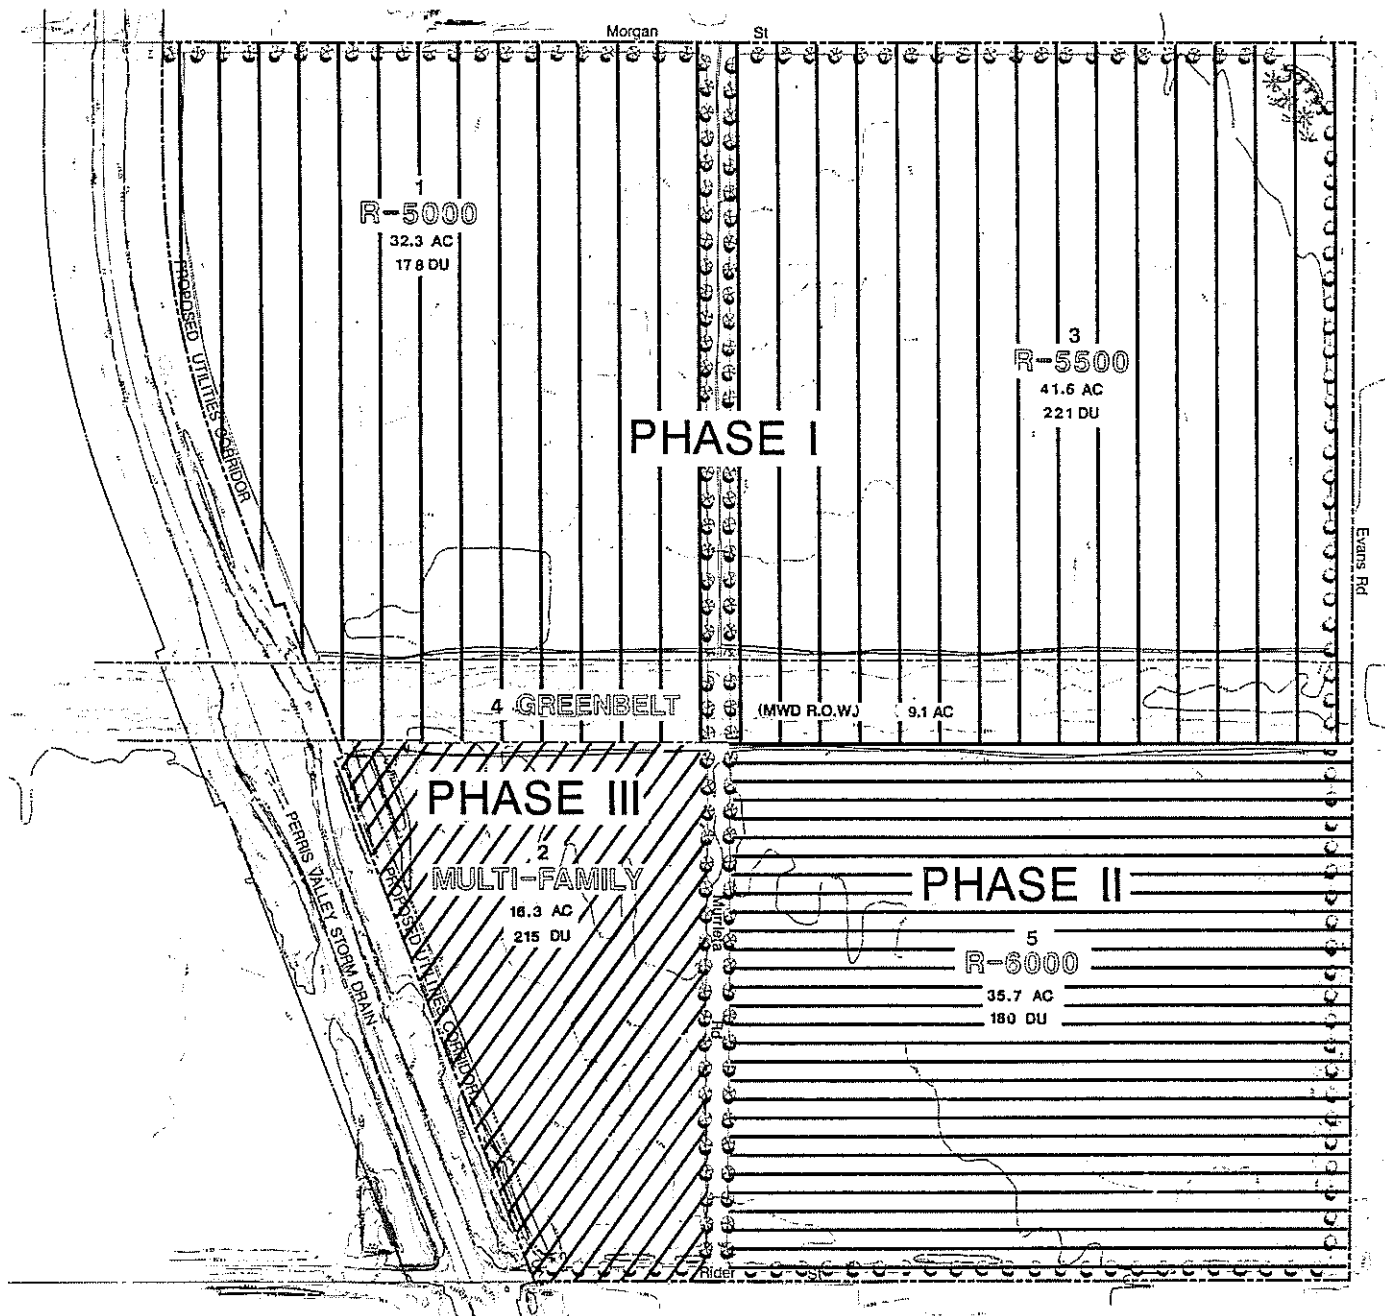 Morgan St
1
R-5000
32.3 AC
178 DU
PROPOSED UTILITIES CORRIDOR
3
R-5500
41.6 AC
221 DU
PHASE I
Evans Rd
4 GREENBELT (MWD R.O.W.) 9.1 AC
PHASE III
2
MULTI-FAMILY
16.3 AC
215 DU
PERRIS VALLEY STORM DRAIN
PROPOSED UTILITIES CORRIDOR
Murrieta Rd
PHASE II
5
R-6000
35.7 AC
180 DU
Rider St